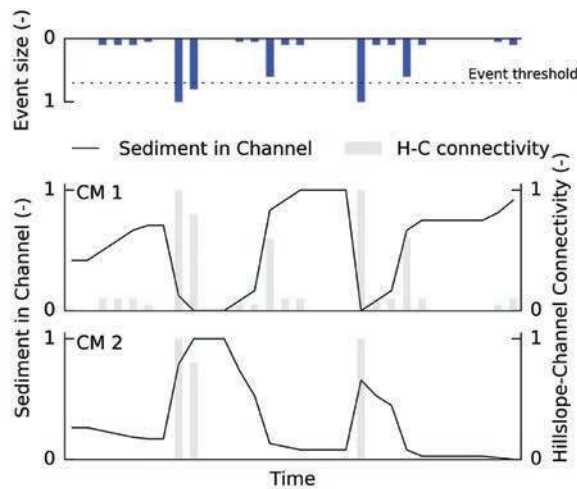 Event size (-)
0
1
Event threshold
Sediment in Channel
H-C connectivity
Sediment in Channel (-)
CM 1
1
0
1
0
CM 2
1
0
1
0
Hillslope-Channel Connectivity (-)
Time